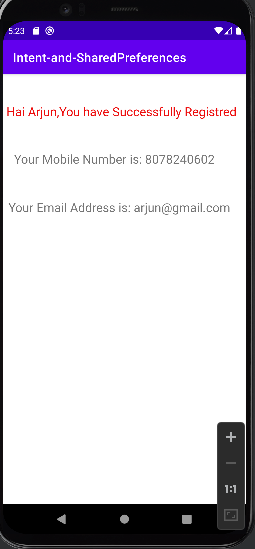 5:23
Intent-and-SharedPreferences
Hai Arjun,You have Successfully Registred
Your Mobile Number is: 8078240602
Your Email Address is: arjun@gmail.com
1:1